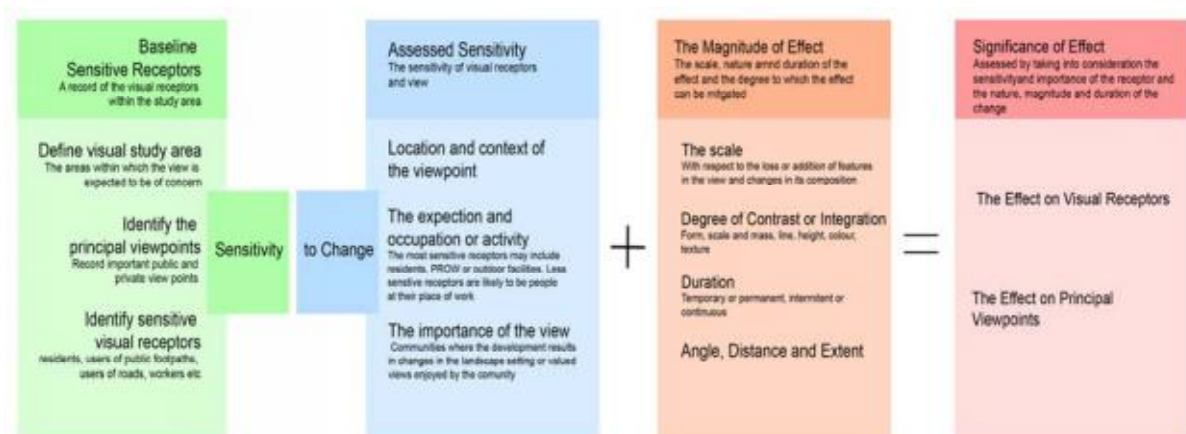 Baseline
Sensitive Receptors
A record of the visual receptors
within the study area
Define visual study area
The areas within which the view is
expected to be of concern
Identify the
principal viewpoints
Record important public and
private view points
Identify sensitive
visual receptors
residents, users of public footpaths,
users of roads, workers etc
Sensitivity
to Change
Assessed Sensitivity
The sensitivity of visual receptors
and view
Location and context of
the viewpoint
The expection and
occupation or activity
The most sensitive receptors may include
residents. PROW or outdoor facilities. Less
sensitive receptors are likely to be people
at their place of work
The importance of the view
Communities where the development results
in changes in the landscape setting or valued
views enjoyed by the comunity
+
The Magnitude of Effect
The scale, nature amnd duration of the
effect and the degree to which the effect
can be mitgated
The scale
With respect to the loss or addition of features
in the view and changes in its composition
Degree of Contrast or Integration
Form, scale and mass, line, height, colour,
texture
Duration
Temporary or permanent, intermitent or
continuous
Angle, Distance and Extent
=
Significance of Effect
Assessed by taking into consideration the
sensitivityand importance of the receptor and
the nature, magnitude and duration of the
change
The Effect on Visual Receptors
The Effect on Principal
Viewpoints